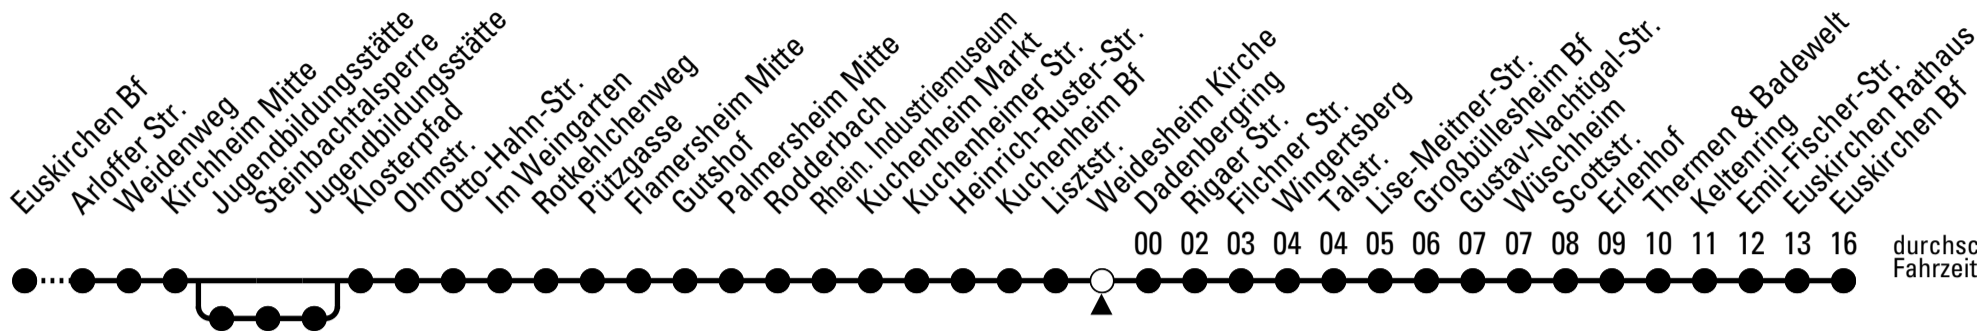 Euskirchen Bf
Arloffer Str.
Weidenweg
Kirchheim Mitte
Jugendbildungsstätte
Steinbachtalsperre
Jugendbildungsstätte
Klosterpfad
Ohmstr.
Otto-Hahn-Str.
Im Weingarten
Rotkehlchenweg
Pützgasse
Flamersheim Mitte
Gutshof
Palmersheim Mitte
Rodderbach
Rhein. Industriemuseum
Kuchenheim Markt
Kuchenheimer Str.
Heinrich-Ruster-Str.
Kuchenheim Bf
Lisztstr.
Weidesheim Kirche
Dadenbergring
Rigaer Str.
Filchner Str.
Wingertsberg
Talstr.
Lise-Meitner-Str.
Großbüllesheim Bf
Gustav-Nachtigal-Str.
Wüschheim
Scottstr.
Erlenhof
Thermen & Badewelt
Keltenring
Emil-Fischer-Str.
Euskirchen Rathaus
Euskirchen Bf
00 02 03 04 04 05 06 07 07 08 09 10 11 12 13 16
durchsc
Fahrzeit